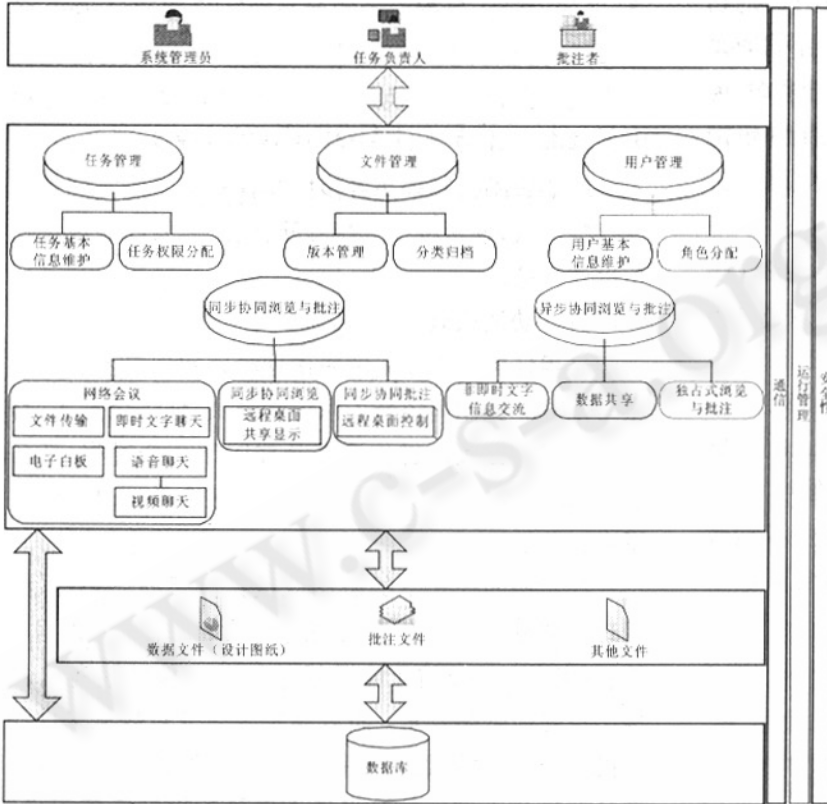 系统管理员
任务负责人
批注者
任务管理
文件管理
用户管理
任务基本
信息维护
任务权限分配
版本管理
分类归档
用户基本
信息维护
角色分配
同步协同浏览与批注
异步协同浏览与批注
网络会议
文件传输
即时文字聊天
电子白板
语音聊天
视频聊天
同步协同浏览
远程桌面
共享显示
同步协同批注
远程桌面控制
非即时文字
信息交流
数据共享
独占式浏览
与批注
通信
运行管理
安全性
数据文件（设计图纸）
批注文件
其他文件
数据库
www.c-s-a.org